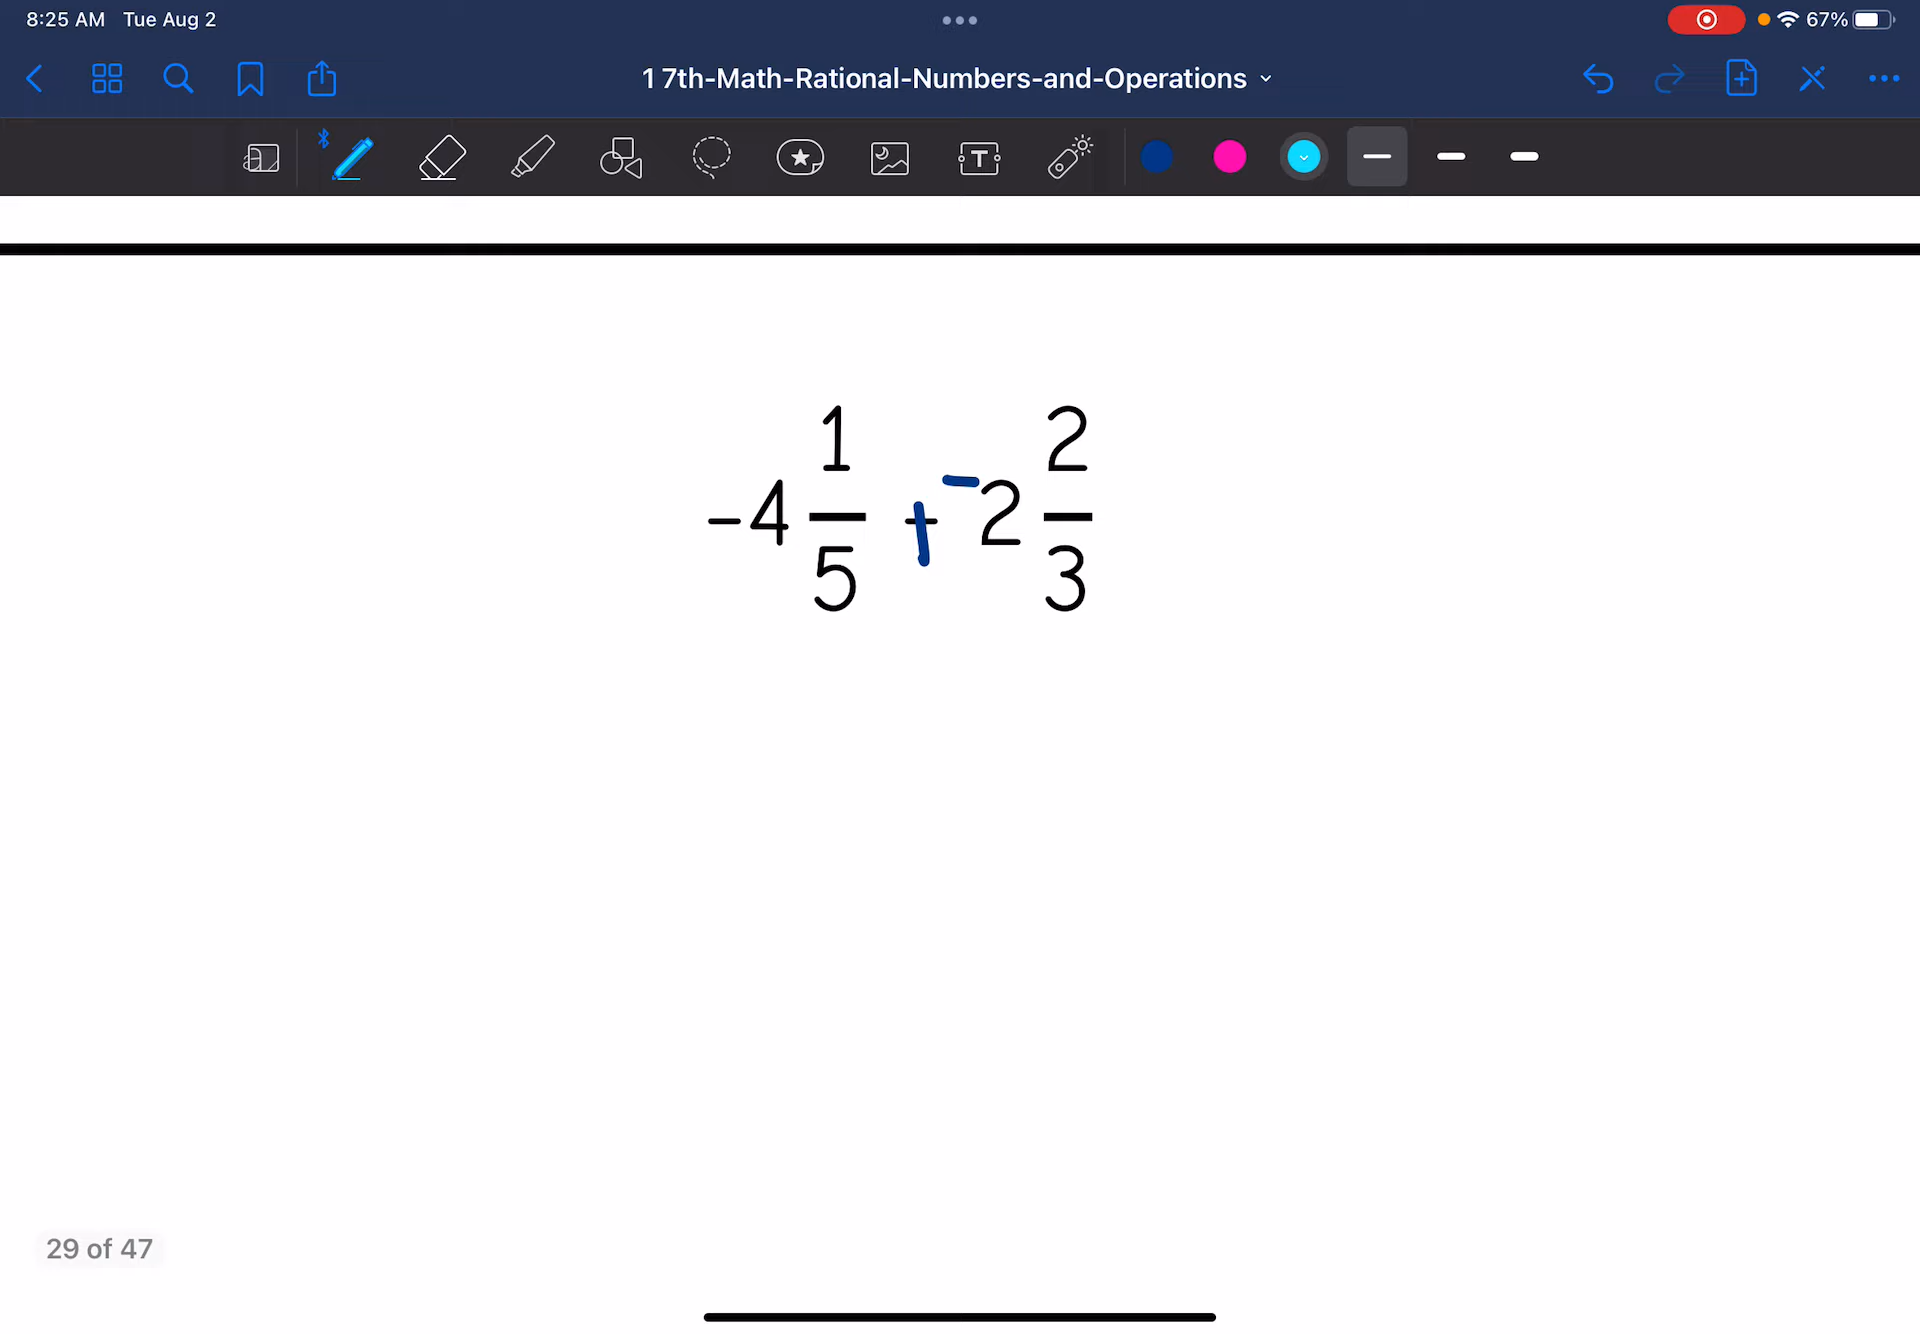 8:25 AM Tue Aug 2
67%
1 7th-Math-Rational-Numbers-and-Operations
-4 1/5 + -2 2/3
29 of 47